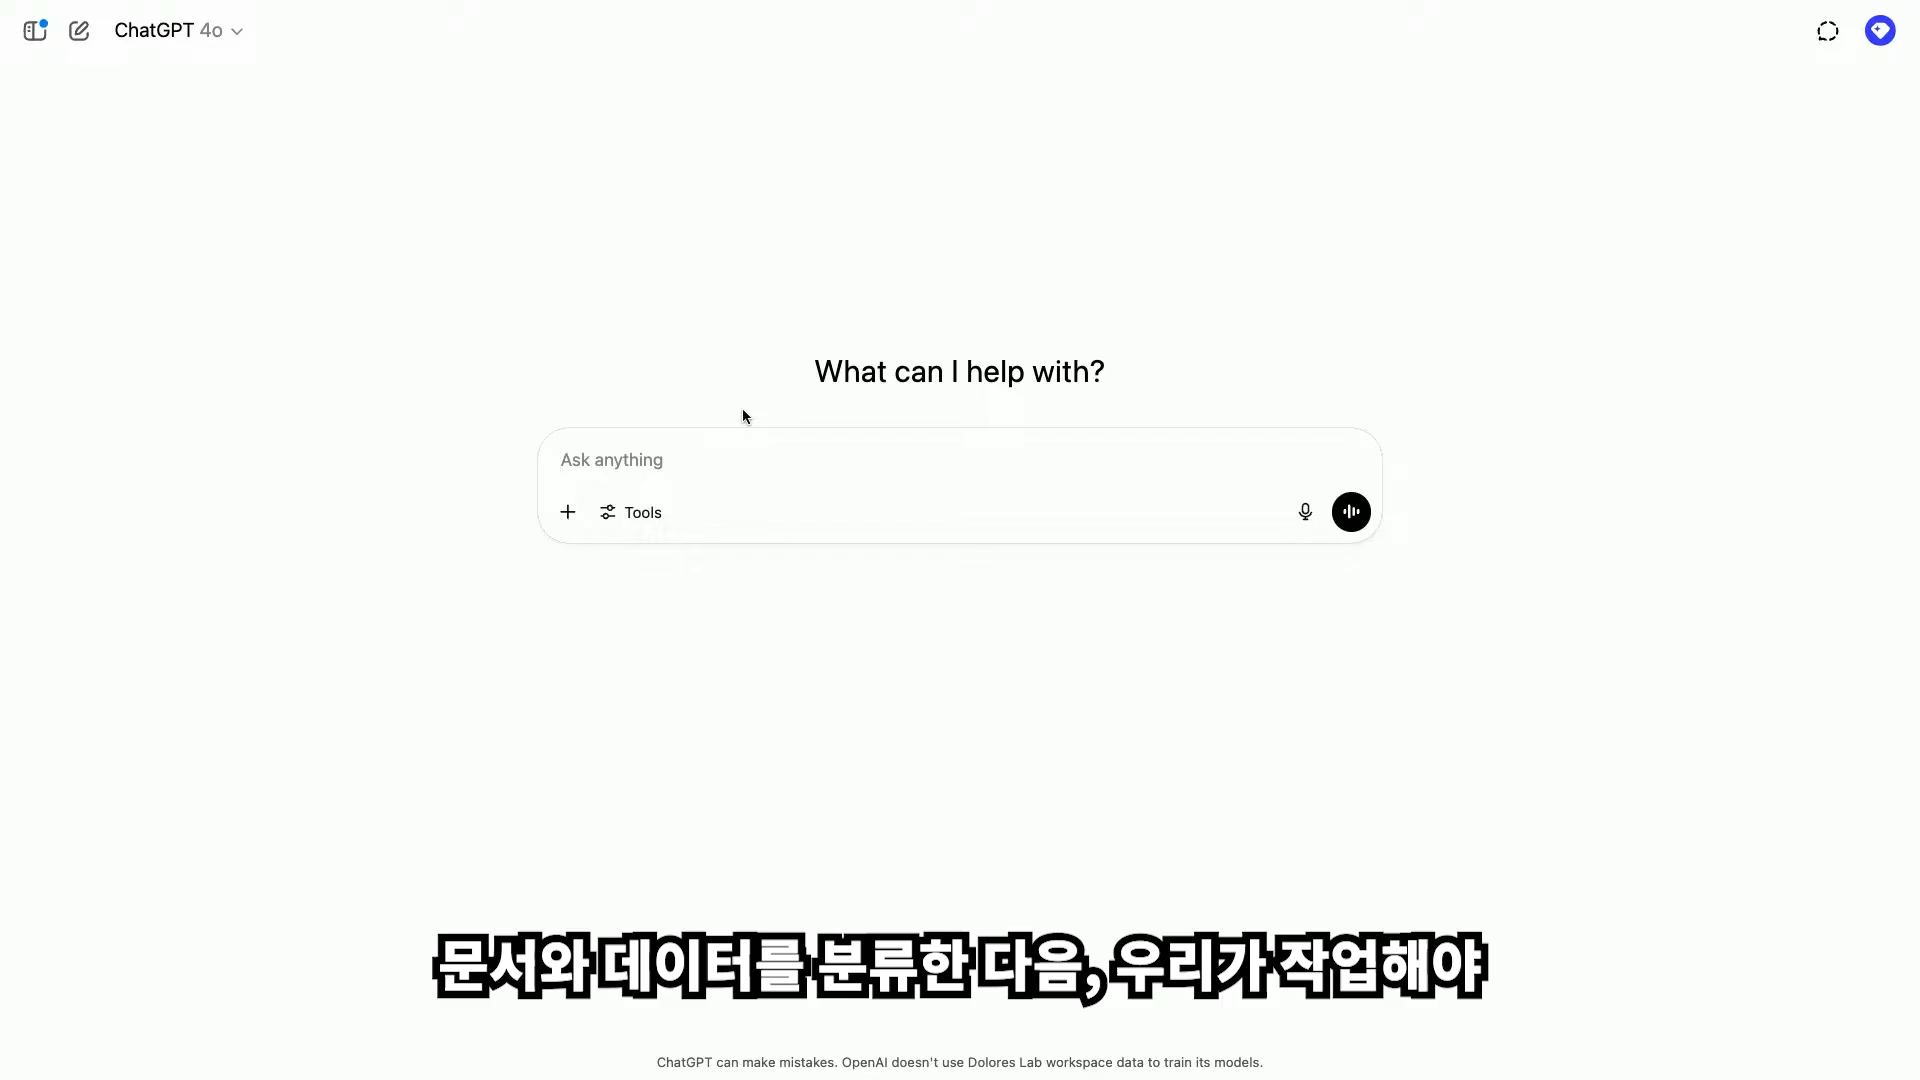 ChatGPT 4o
What can I help with?
Ask anything
Tools
문서와 데이터를 분류한 다음, 우리가 작업해야
ChatGPT can make mistakes. OpenAI doesn't use Dolores Lab workspace data to train its models.